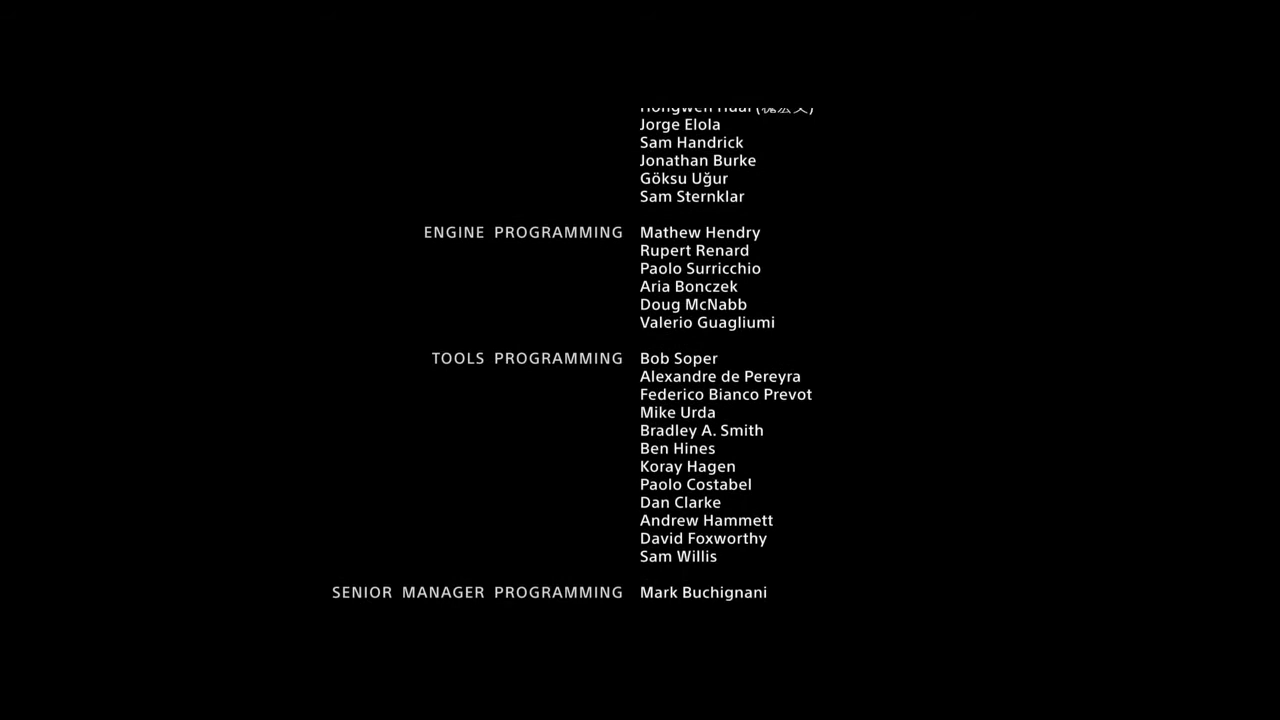 Jorge Elola
Sam Handrick
Jonathan Burke
Göksu Uğur
Sam Sternklar
ENGINE PROGRAMMING Mathew Hendry
Rupert Renard
Paolo Surricchio
Aria Bonczek
Doug McNabb
Valerio Guagliumi
TOOLS PROGRAMMING Bob Soper
Alexandre de Pereyra
Federico Bianco Prevot
Mike Urda
Bradley A. Smith
Ben Hines
Koray Hagen
Paolo Costabel
Dan Clarke
Andrew Hammett
David Foxworthy
Sam Willis
SENIOR MANAGER PROGRAMMING Mark Buchignani